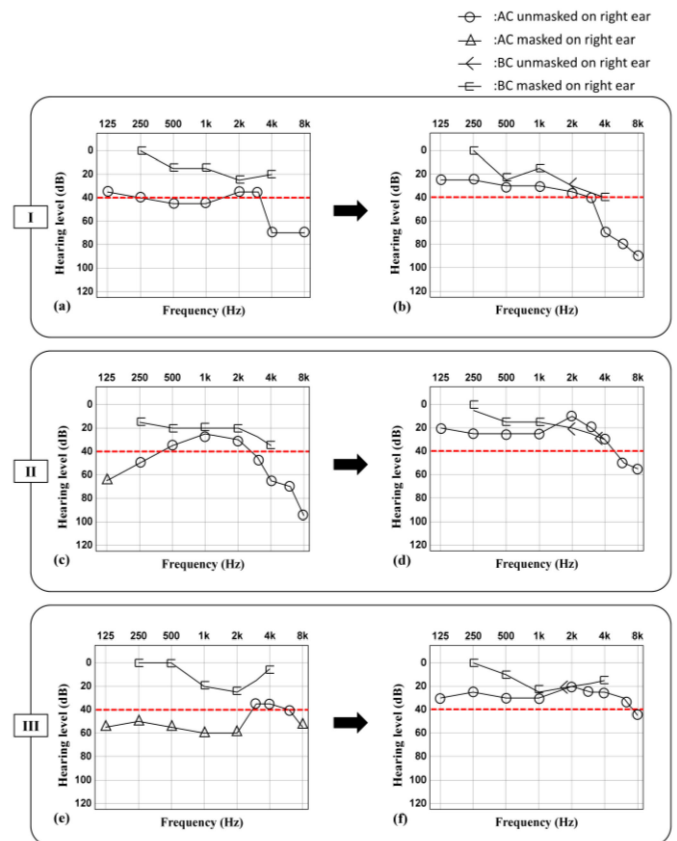 :AC unmasked on right ear
:AC masked on right ear
:BC unmasked on right ear
:BC masked on right ear
I
125 250 500 1k 2k 4k 8k
0
20
40
60
80
100
120
Hearing level (dB)
(a) Frequency (Hz)
125 250 500 1k 2k 4k 8k
0
20
40
60
80
100
120
Hearing level (dB)
(b) Frequency (Hz)
II
125 250 500 1k 2k 4k 8k
0
20
40
60
80
100
120
Hearing level (dB)
(c) Frequency (Hz)
125 250 500 1k 2k 4k 8k
0
20
40
60
80
100
120
Hearing level (dB)
(d) Frequency (Hz)
III
125 250 500 1k 2k 4k 8k
0
20
40
60
80
100
120
Hearing level (dB)
(e) Frequency (Hz)
125 250 500 1k 2k 4k 8k
0
20
40
60
80
100
120
Hearing level (dB)
(f) Frequency (Hz)